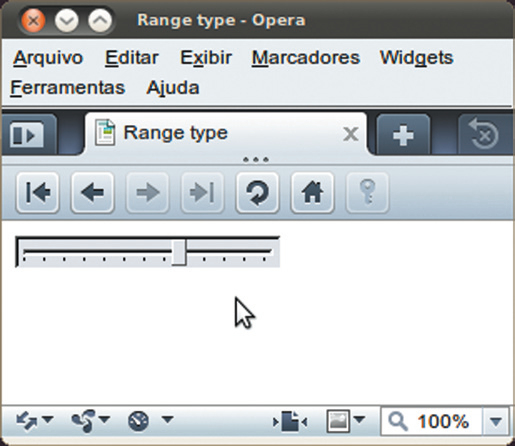 Range type - Opera
Arquivo Editar Exibir Marcadores Widgets
Ferramentas Ajuda
Range type
100%